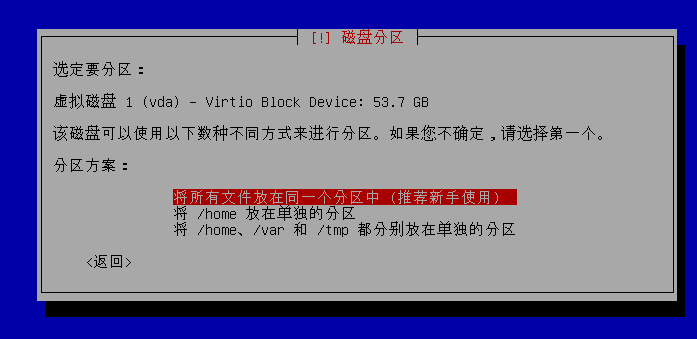 [!] 磁盘分区
选定要分区：
虚拟磁盘 1 (vda) - Virtio Block Device: 53.7 GB
该磁盘可以使用以下数种不同方式来进行分区。如果您不确定，请选择第一个。
分区方案：
将所有文件放在同一个分区中 (推荐新手使用)
将 /home 放在单独的分区
将 /home、/var 和 /tmp 都分别放在单独的分区
<返回>